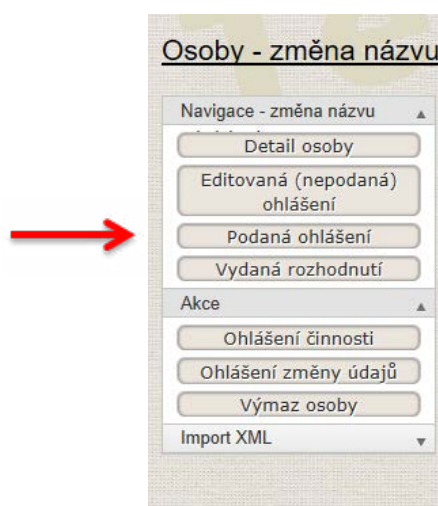 Osoby - změna názvu
Navigace - změna názvu
Detail osoby
Editovaná (nepodaná)
ohlášení
Podaná ohlášení
Vydaná rozhodnutí
Akce
Ohlášení činnosti
Ohlášení změny údajů
Výmaz osoby
Import XML